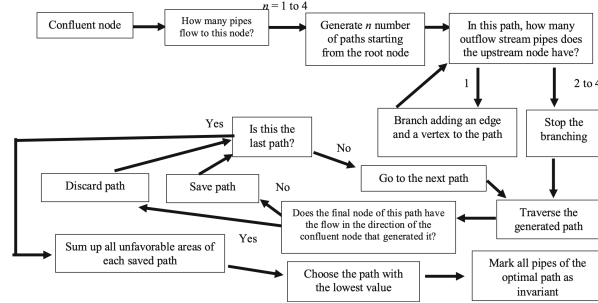 n = 1 to 4
Confluent node
How many pipes
flow to this node?
Generate n number
of paths starting
from the root node
In this path, how many
outflow stream pipes does
the upstream node have?
1
2 to 4
Branch adding an edge
and a vertex to the path
Stop the
branching
Yes
Is this the
last path?
No
Go to the next path
Discard path
Save path
No
Does the final node of this path have
the flow in the direction of the
confluent node that generated it?
Traverse the
generated path
Yes
Sum up all unfavorable areas of
each saved path
Choose the path with
the lowest value
Mark all pipes of the
optimal path as
invariant